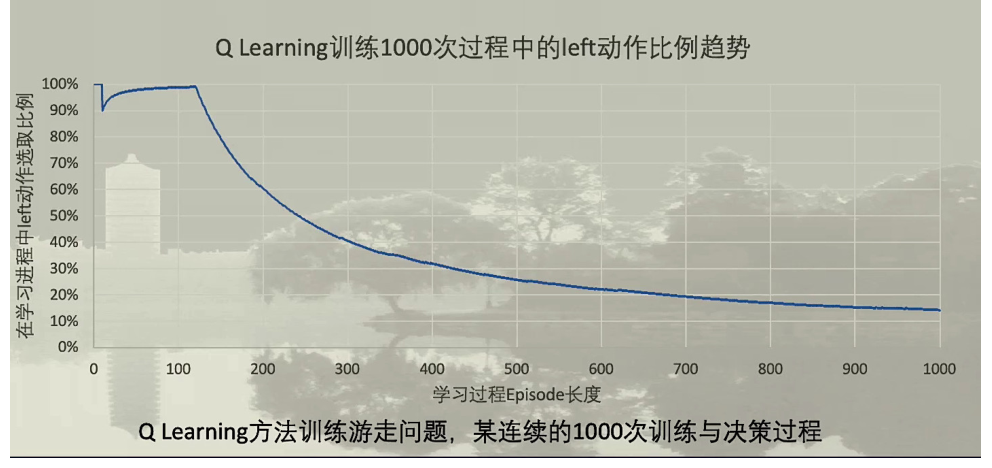 Q Learning训练1000次过程中的left动作比例趋势
在学习进程中left动作选取比例
100%
90%
80%
70%
60%
50%
40%
30%
20%
10%
0%
0 100 200 300 400 500 600 700 800 900 1000
学习过程Episode长度
Q Learning方法训练游走问题，某连续的1000次训练与决策过程